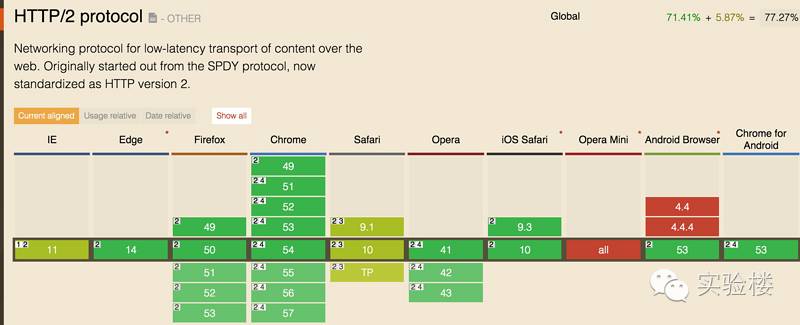 HTTP/2 protocol - OTHER Global 71.41% + 5.87% = 77.27%
Networking protocol for low-latency transport of content over the
web. Originally started out from the SPDY protocol, now
standardized as HTTP version 2.
Current aligned Usage relative Date relative Show all
IE Edge Firefox Chrome Safari Opera iOS Safari Opera Mini Android Browser Chrome for Android
2 49
2 4 51
2 4 52 4.4
2 49 2 4 53 2 3 9.1 2 9.3 4.4.4
1 2 11 2 14 2 50 2 4 54 2 3 10 2 4 41 2 10 all 2 53 2 4 53
2 51 2 4 55 2 3 TP 2 4 42
2 52 2 4 56 2 4 43
2 53 2 4 57
实验楼